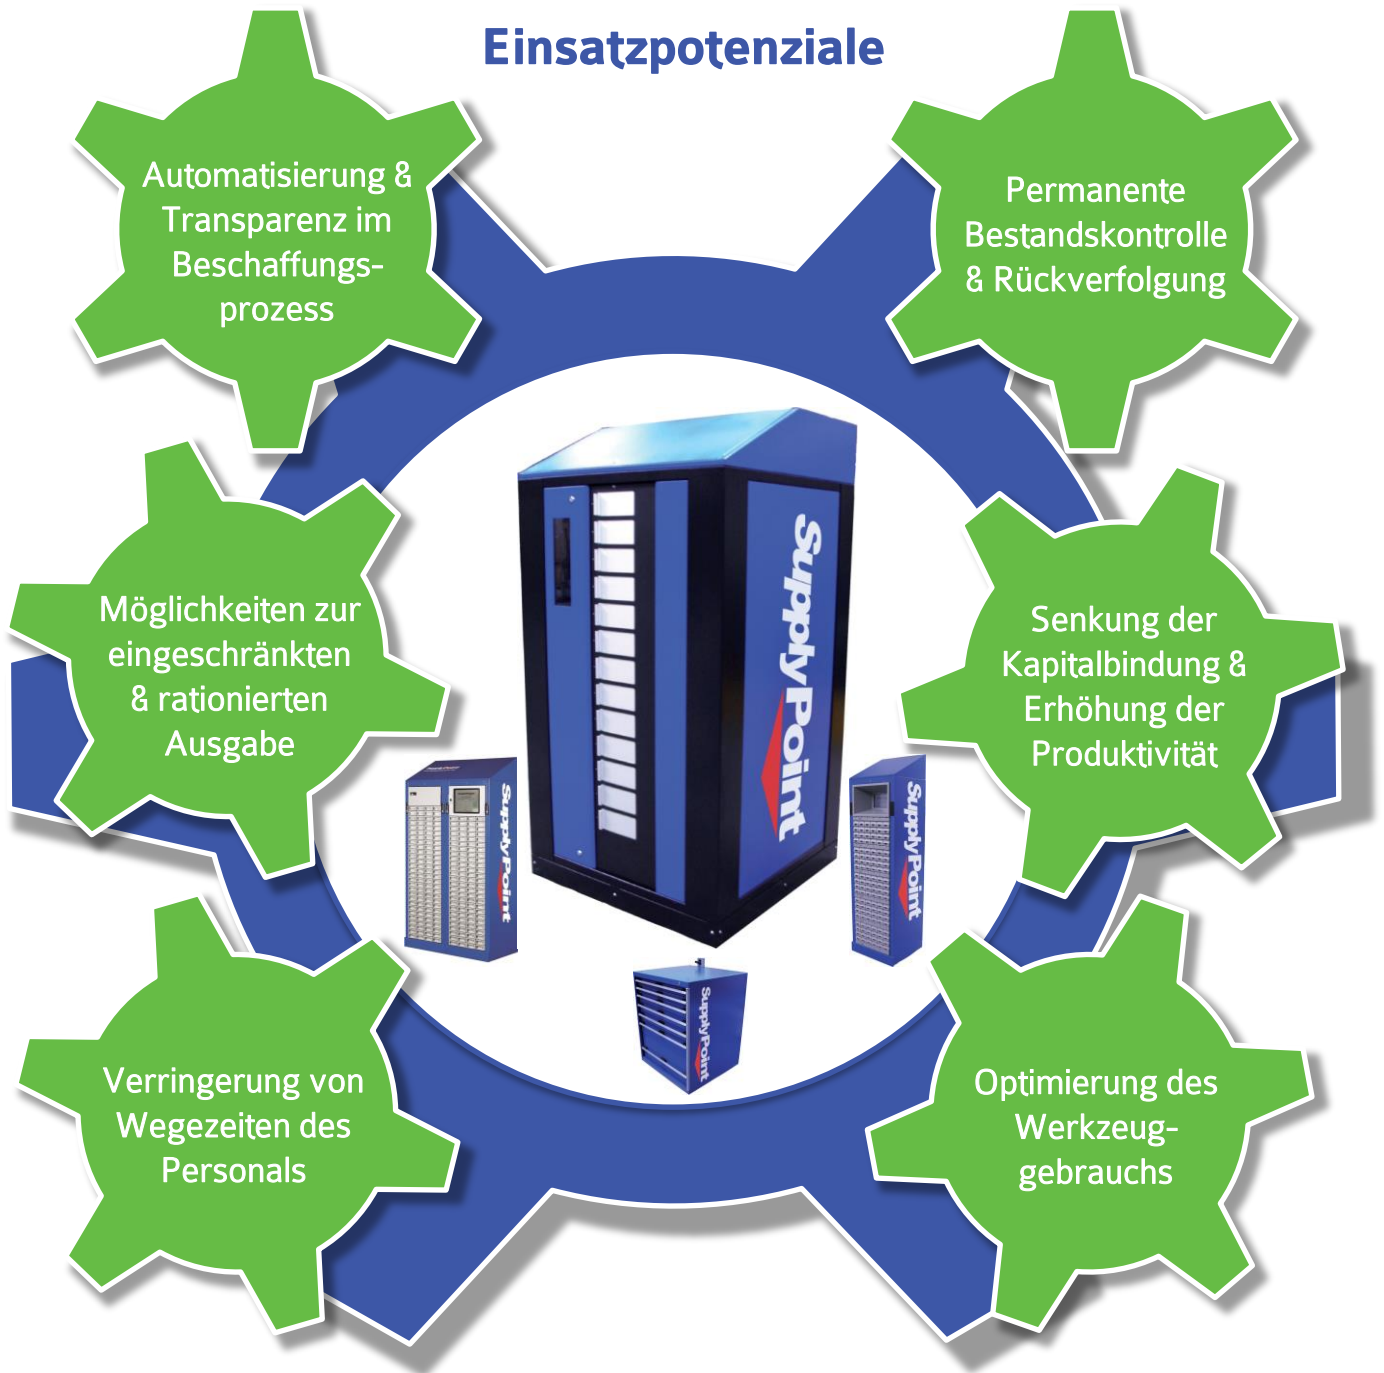 Einsatzpotenziale
Automatisierung &
Transparenz im
Beschaffungs-
prozess
Permanente
Bestandskontrolle
& Rückverfolgung
Möglichkeiten zur
eingeschränkten
& rationierten
Ausgabe
Senkung der
Kapitalbindung &
Erhöhung der
Produktivität
Verringerung von
Wegezeiten des
Personals
Optimierung des
Werkzeug-
gebrauchs
SupplyPoint
SupplyPoint
SupplyPoint
SupplyPoint